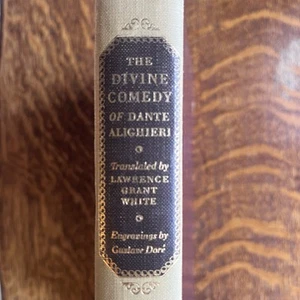 THE
DIVINE
COMEDY
OF DANTE
ALIGHIERI
Translated by
LAWRENCE
GRANT
WHITE
Engravings by
Gustave Doré